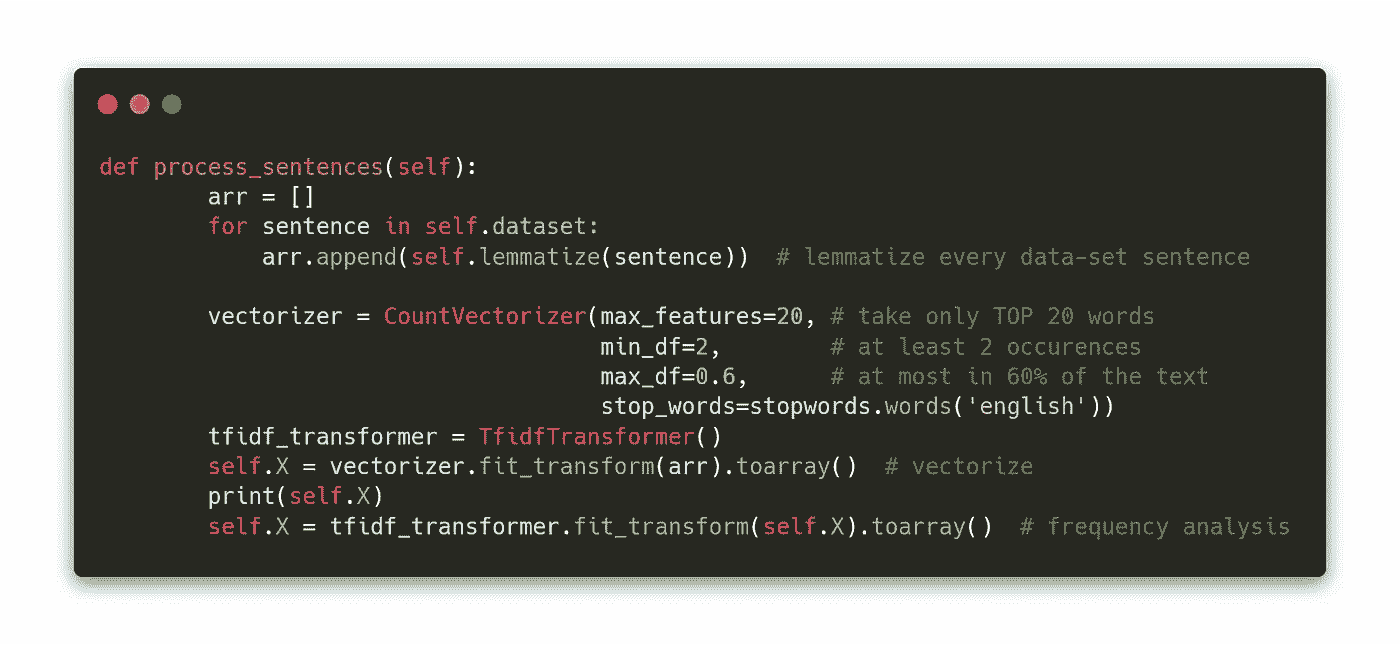 def process_sentences(self):
        arr = []
        for sentence in self.dataset:
            arr.append(self.lemmatize(sentence))  # lemmatize every data-set sentence

        vectorizer = CountVectorizer(max_features=20, # take only TOP 20 words
                                     min_df=2,        # at least 2 occurences
                                     max_df=0.6,      # at most in 60% of the text
                                     stop_words=stopwords.words('english'))
        tfidf_transformer = TfidfTransformer()
        self.X = vectorizer.fit_transform(arr).toarray()  # vectorize
        print(self.X)
        self.X = tfidf_transformer.fit_transform(self.X).toarray()  # frequency analysis